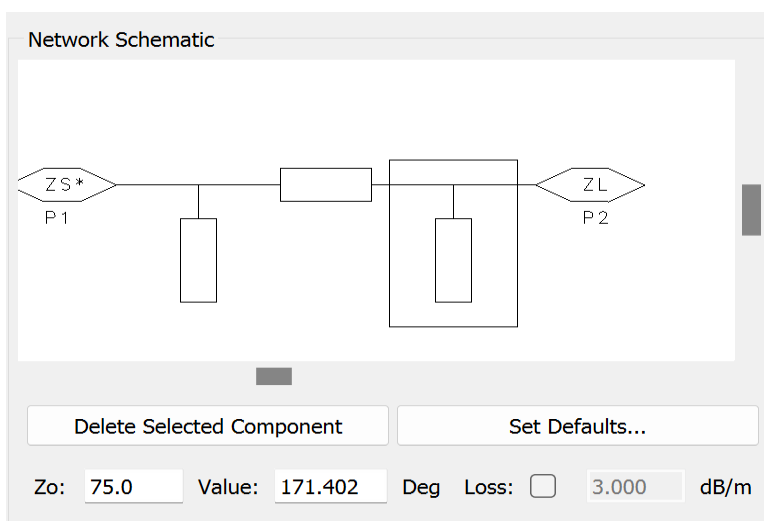 Network Schematic
ZS* ZL
P1 P2
Delete Selected Component Set Defaults...
Zo: 75.0 Value: 171.402 Deg Loss: 3.000 dB/m